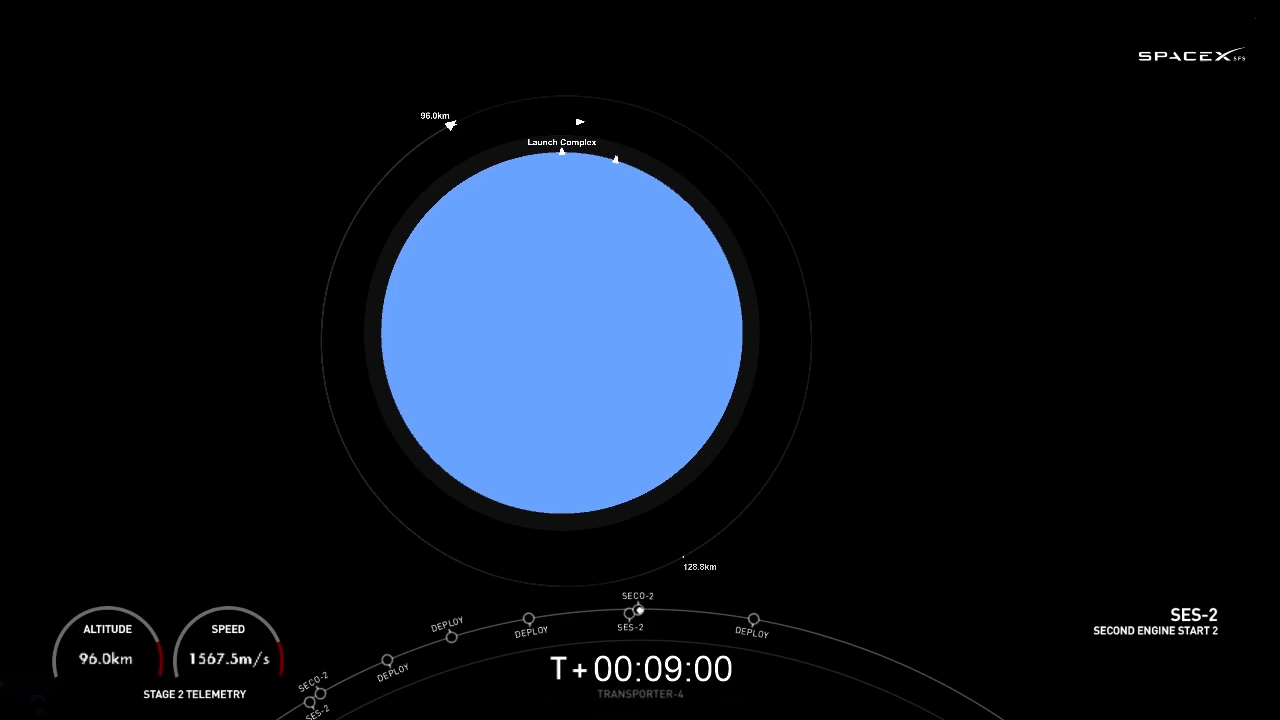 SPACEX SFS
96.0km
Launch Complex
128.8km
SECO-2
SES-2
DEPLOY
DEPLOY
DEPLOY
DEPLOY
SECO-2
SES-2
ALTITUDE
96.0km
SPEED
1567.5m/s
STAGE 2 TELEMETRY
T+00:09:00
TRANSPORTER-4
SES-2
SECOND ENGINE START 2